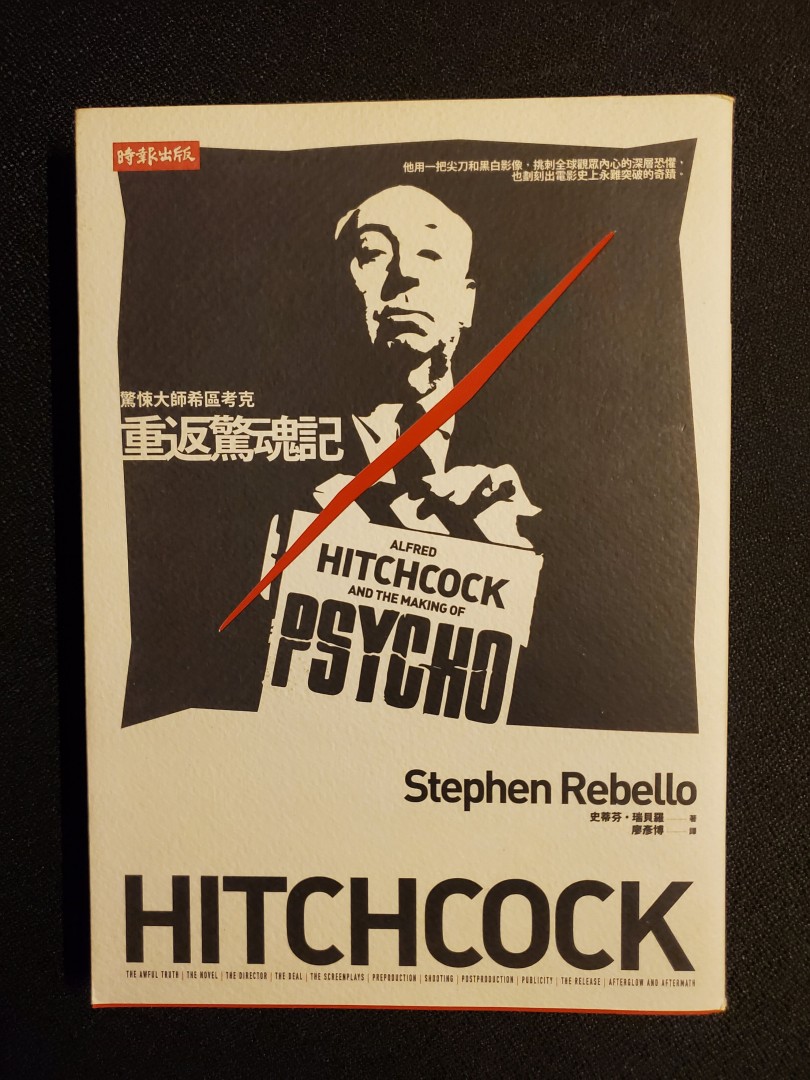 時報出版
他用一把尖刀和黑白影像，挑刺全球觀眾內心的深層恐懼，
也劃刻出電影史上永難突破的奇蹟。
驚悚大師希區考克
重返驚魂記
ALFRED
HITCHCOCK
AND THE MAKING OF
PSYCHO
Stephen Rebello
史蒂芬・瑞貝羅——著
廖彥博——譯
HITCHCOCK
THE AWFUL TRUTH | THE NOVEL | THE DIRECTOR | THE DEAL | THE SCREENPLAYS | PREPRODUCTION | SHOOTING | POSTPRODUCTION | PUBLICITY | THE RELEASE | AFTERGLOW AND AFTERMATH